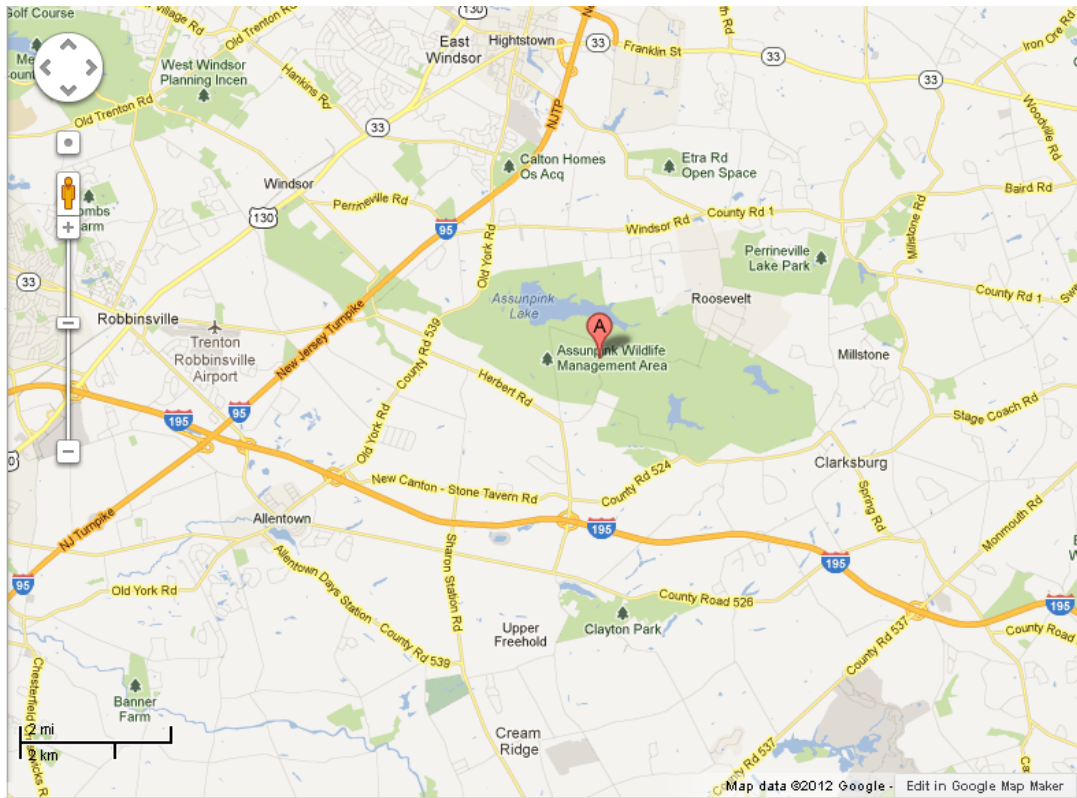 Golf Course
Village Rd
Old Trenton Rd
130
East
Windsor
Hightstown
33
Franklin St
33
33
Iron Ore Rd
West Windsor
Planning Incen
Hankins Rd
Old Trenton Rd
33
NJTP
Woodville Rd
Calton Homes
Os Acq
Etra Rd
Open Space
Windsor
Perrineville Rd
130
95
Windsor Rd
County Rd 1
Baird Rd
Millstone Rd
Old York Rd
Perrineville
Lake Park
33
Assunpink
Lake
Roosevelt
County Rd 1
Robbinsville
Trenton
Robbinsville
Airport
New Jersey Turnpike
County Rd 539
A
Assunpink Wildlife
Management Area
Millstone
Herbert Rd
195
95
Old York Rd
Stage Coach Rd
Clarksburg
New Canton - Stone Tavern Rd
County Rd 524
Spring Rd
Monmouth Rd
Allentown
NJ Turnpike
195
195
95
Old York Rd
Allentown Days Station - County Rd 539
Sharon Station Rd
County Road 526
195
Clayton Park
Upper
Freehold
County Rd 537
County Road
Banner
Farm
2 mi
2 km
Cream
Ridge
County Rd 537
Map data ©2012 Google -
Edit in Google Map Maker